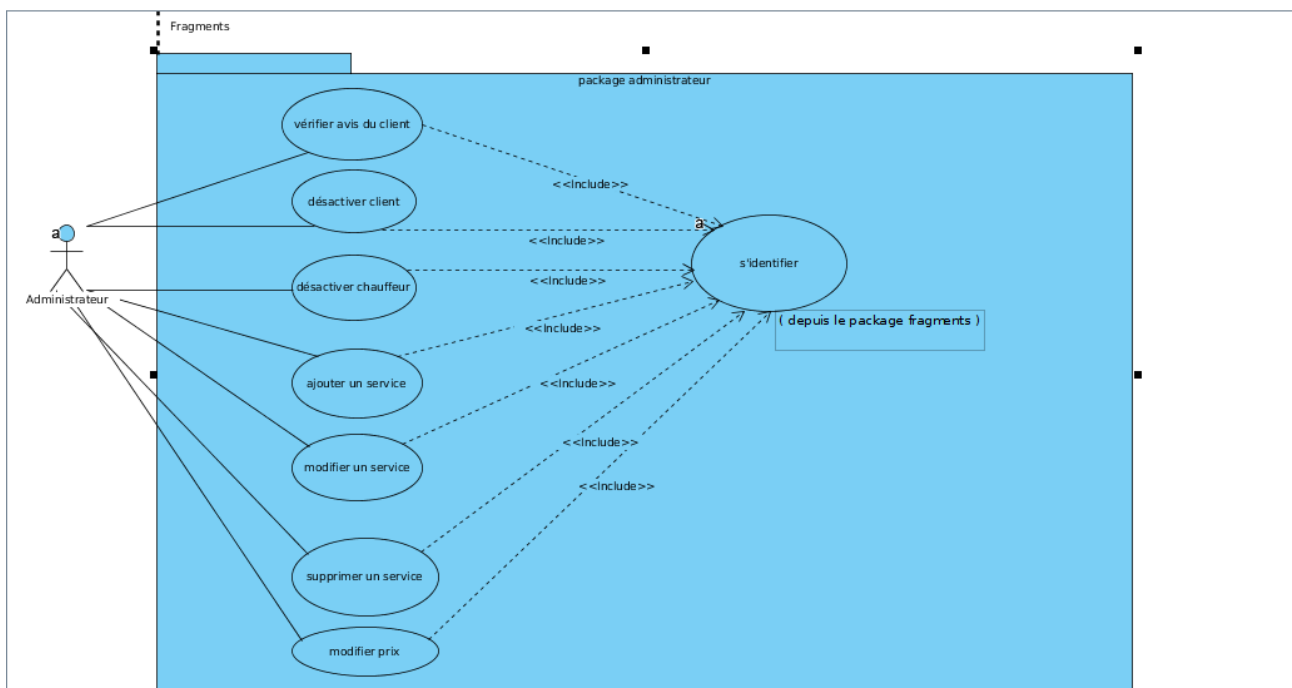 Fragments
package administrateur
vérifier avis du client
<<Include>>
désactiver client
a
a
<<Include>>
s'identifier
<<Include>>
désactiver chauffeur
Administrateur
( depuis le package fragments )
<<Include>>
ajouter un service
<<Include>>
<<Include>>
modifier un service
<<Include>>
supprimer un service
modifier prix